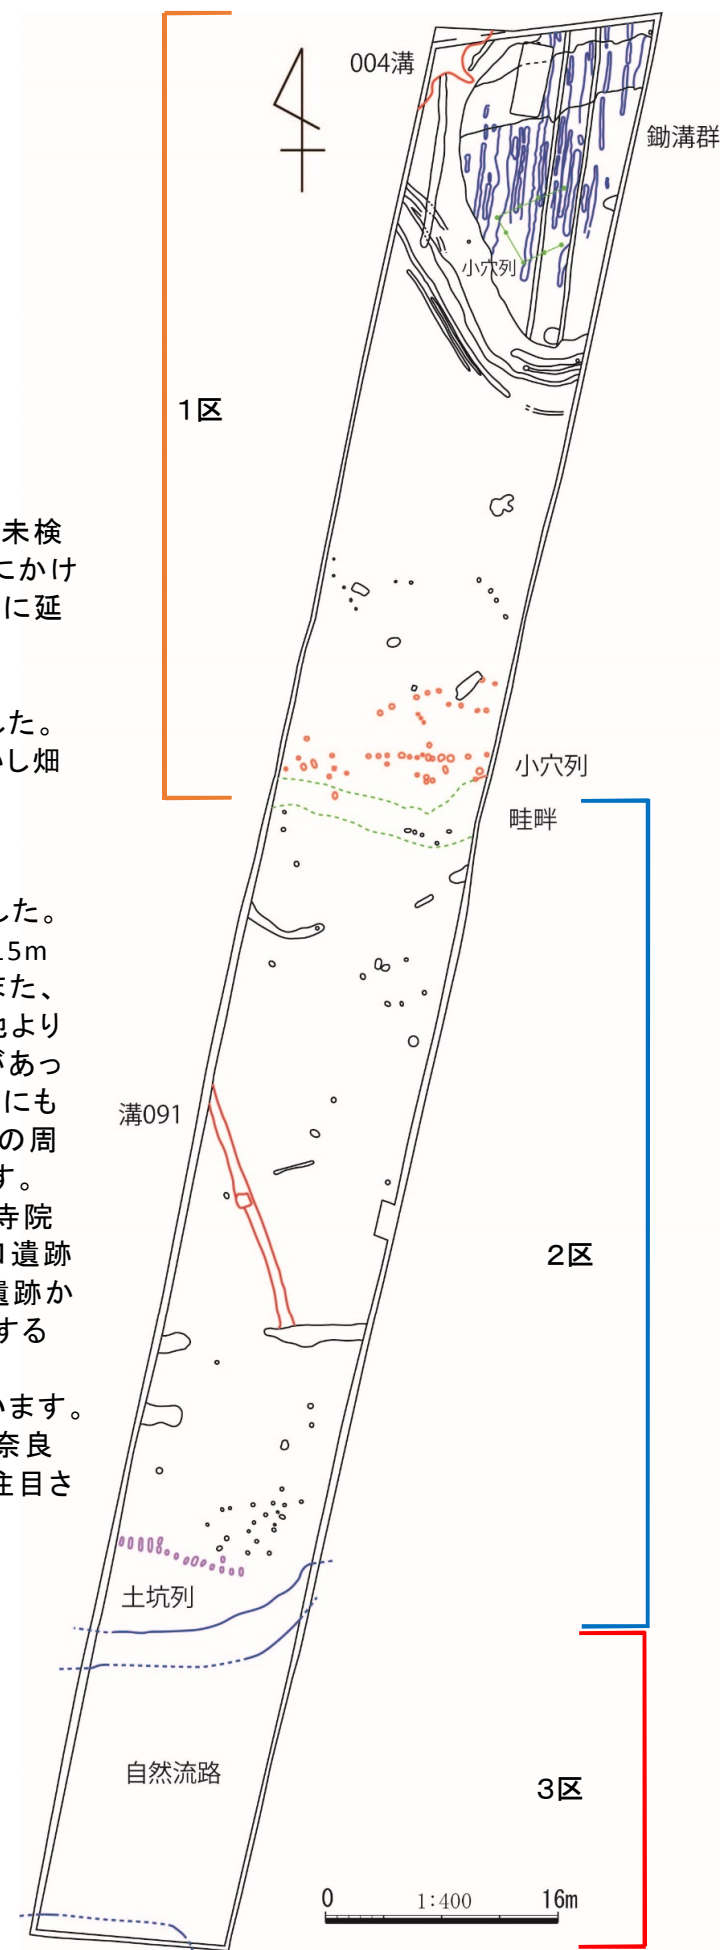 004溝
鋤溝群
小穴列
1区
未検
にかけ
に延
した。
いし畑
小穴列
畦畔
した。
15m
また、
地より
があっ
にも
の周
す。
寺院
遺跡
遺跡か
する
います。
奈良
注目さ
溝091
2区
土坑列
自然流路
3区
0
1:400
16m